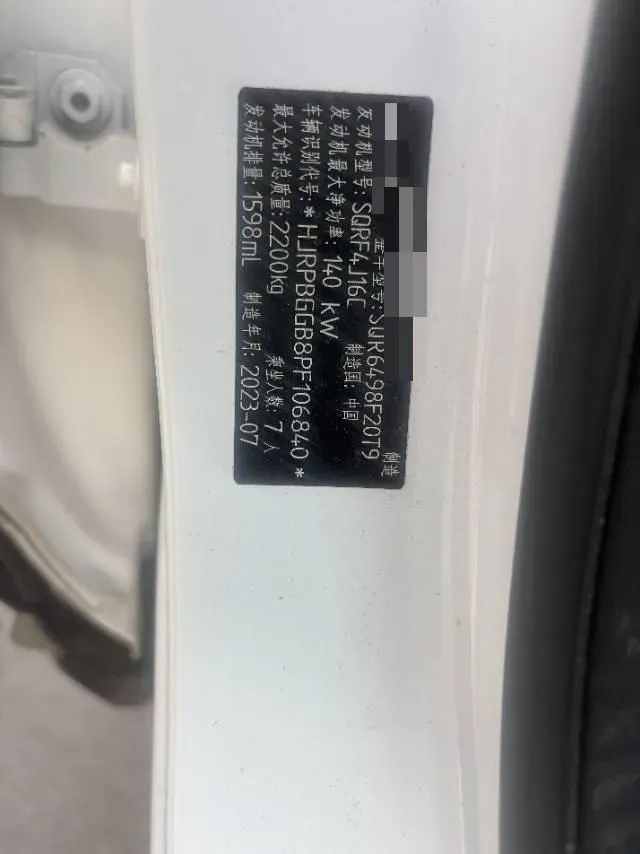 制造
整车型号:SQR6498F20T9
发动机型号:SQRF4J16C 制造国:中国
发动机最大净功率:140 kW
车辆识别代号:*HJRPBGGB8PF106840*
最大允许总质量:2200kg 乘坐人数:7人
发动机排量:1598mL 制造年月:2023-07